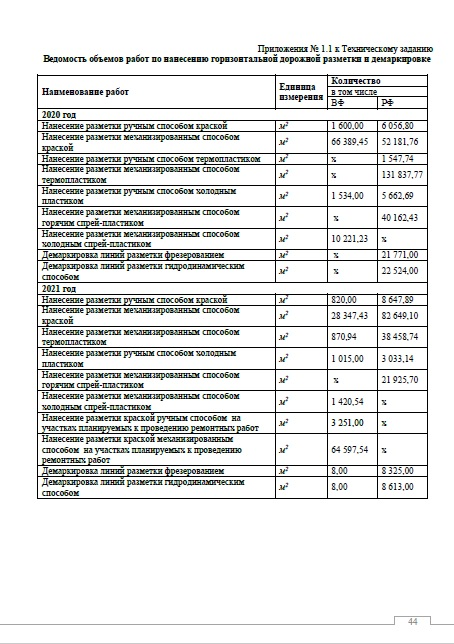 Приложения № 1.1 к Техническому заданию
Ведомость объемов работ по нанесению горизонтальной дорожной разметки и демаркировке
Наименование работ Единица измерения Количество
в том числе
ВФ РФ
2020 год
Нанесение разметки ручным способом краской м² 1 600,00 6 056,80
Нанесение разметки механизированным способом
краской м² 66 389,45 52 181,76
Нанесение разметки ручным способом термопластиком м² х 1 547,74
Нанесение разметки механизированным способом
термопластиком м² х 131 837,77
Нанесение разметки ручным способом холодным
пластиком м² 1 534,00 5 662,69
Нанесение разметки механизированным способом
горячим спрей-пластиком м² х 40 162,43
Нанесение разметки механизированным способом
холодным спрей-пластиком м² 10 221,23 х
Демаркировка линий разметки фрезерованием м² х 21 771,00
Демаркировка линий разметки гидродинамическим
способом м² х 22 524,00
2021 год
Нанесение разметки ручным способом краской м² 820,00 8 647,89
Нанесение разметки механизированным способом
краской м² 28 347,43 82 649,10
Нанесение разметки механизированным способом
термопластиком м² 870,94 38 458,74
Нанесение разметки ручным способом холодным
пластиком м² 1 015,00 3 033,14
Нанесение разметки механизированным способом
горячим спрей-пластиком м² х 21 925,70
Нанесение разметки механизированным способом
холодным спрей-пластиком м² 1 420,54 х
Нанесение разметки краской ручным способом на
участках планируемых к проведению ремонтных работ м² 3 251,00 х
Нанесение разметки краской механизированным
способом на участках планируемых к проведению
ремонтных работ м² 64 597,54 х
Демаркировка линий разметки фрезерованием м² 8,00 8 325,00
Демаркировка линий разметки гидродинамическим
способом м² 8,00 8 613,00
44